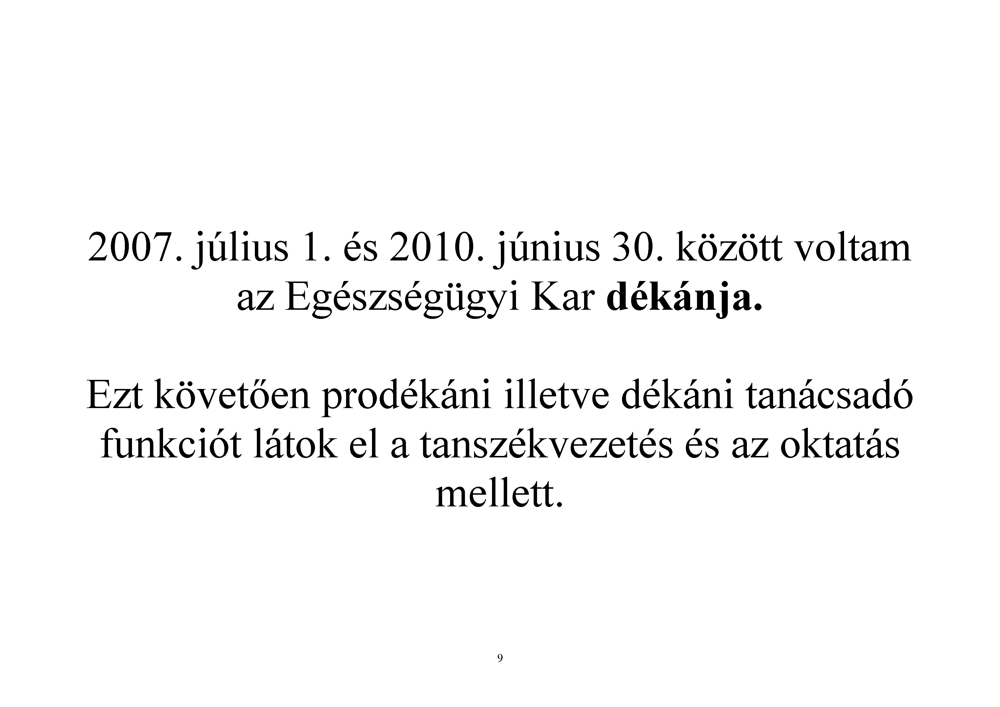 2007. július 1. és 2010. június 30. között voltam
az Egészségügyi Kar dékánja.
Ezt követően prodékáni illetve dékáni tanácsadó
funkciót látok el a tanszékvezetés és az oktatás
mellett.
9